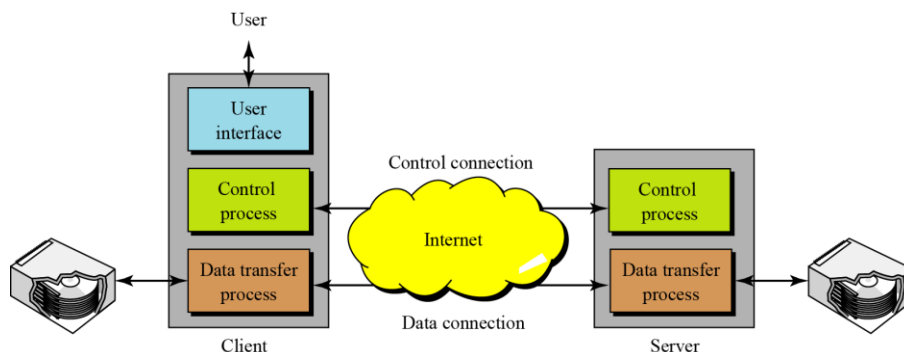 User
User
interface
Control connection
Control
process
Control
process
Internet
Data transfer
process
Data transfer
process
Data connection
Client
Server